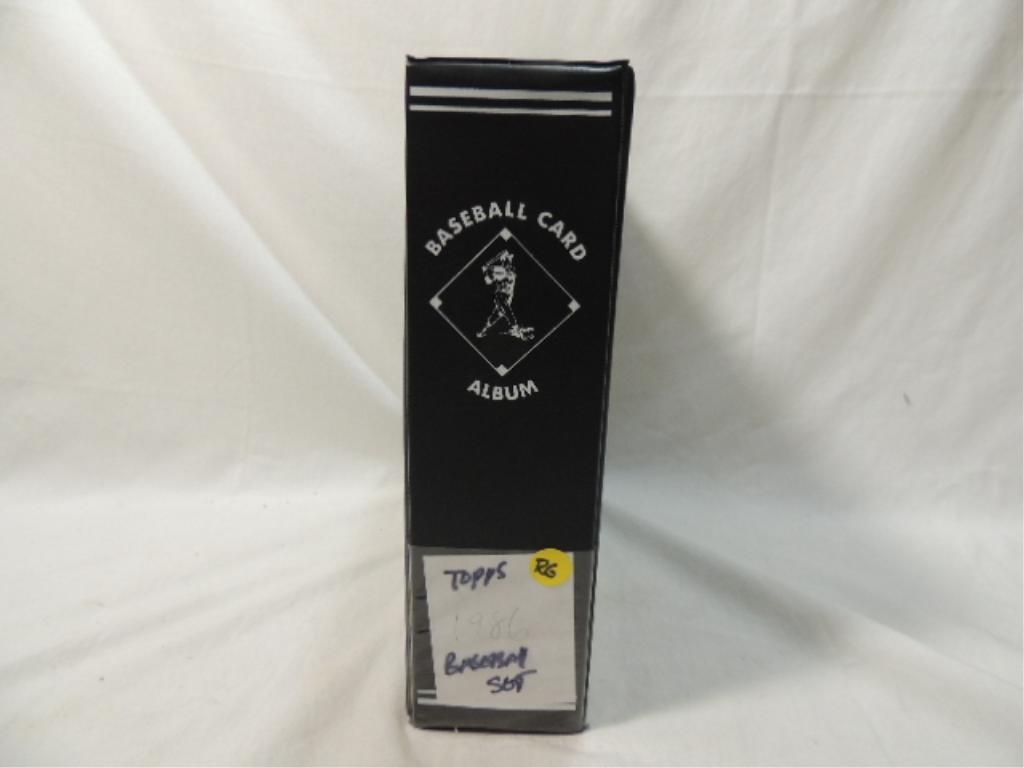 BASEBALL CARD
ALBUM
TOPPS
RG
1986
BASEBALL
SET